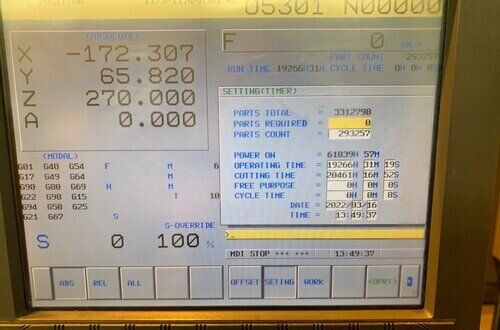 O5301 N00000
(ABSOLUTE)
X -172.307
Y 65.820
Z 270.000
A 0.000
F 0 MM/M
PART COUNT 293257
RUN TIME 19266H31M CYCLE TIME 0H 0M 8S
SETTING(TIMER)
PARTS TOTAL = 3312798
PARTS REQUIRED = 0
PARTS COUNT = 293257
POWER ON = 61839H 57M
OPERATING TIME = 19266H 31M 19S
CUTTING TIME = 20461H 16M 52S
FREE PURPOSE = 0H 0M 0S
CYCLE TIME = 0H 0M 8S
DATE = 2022/03/16
TIME = 13:49:37
(MODAL)
G01 G40 G54 F M
G17 G49 G64 M
G90 G80 G69 H M
G22 G98 G15 T
G94 G50 G25
G21 G67 S
S-OVERRIDE
S 0 100 %
>_
MDI STOP *** *** 13:49:37
ABS REL ALL OFFSET SETING WORK (OPRT)